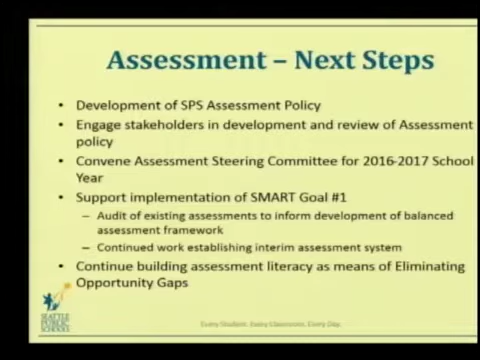 Assessment – Next Steps
• Development of SPS Assessment Policy
• Engage stakeholders in development and review of Assessment
policy
• Convene Assessment Steering Committee for 2016-2017 School
Year
• Support implementation of SMART Goal #1
– Audit of existing assessments to inform development of balanced
assessment framework
– Continued work establishing interim assessment system
• Continue building assessment literacy as means of Eliminating
Opportunity Gaps
SEATTLE
PUBLIC
SCHOOLS
Every Student. Every Classroom. Every Day.